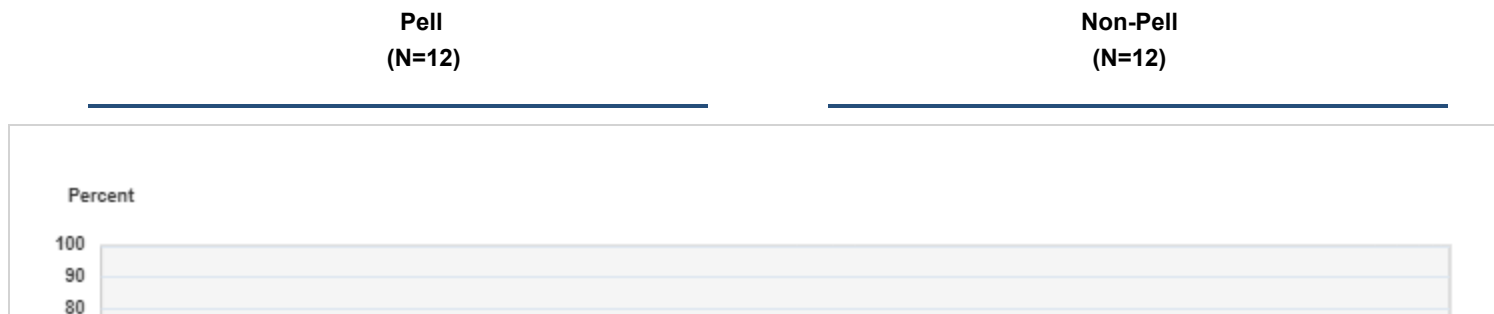 Pell
(N=12)
Non-Pell
(N=12)
Percent
100
90
80